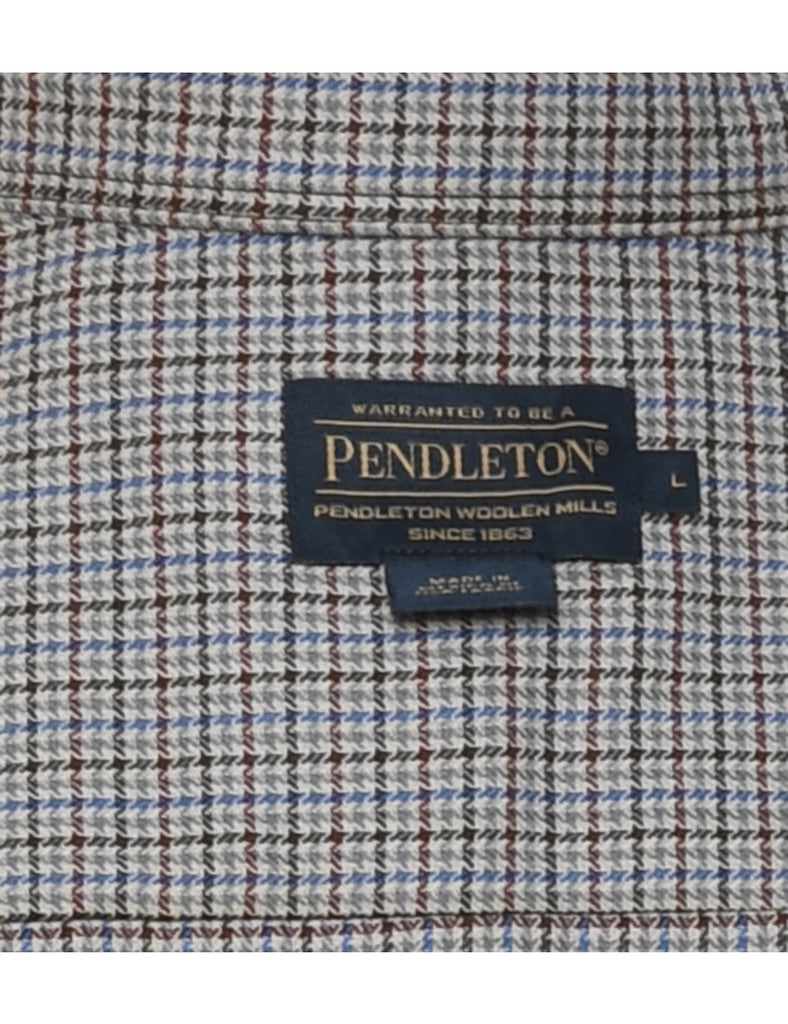 WARRANTED TO BE A
PENDLETON®
PENDLETON WOOLEN MILLS
SINCE 1863
L
MADE IN